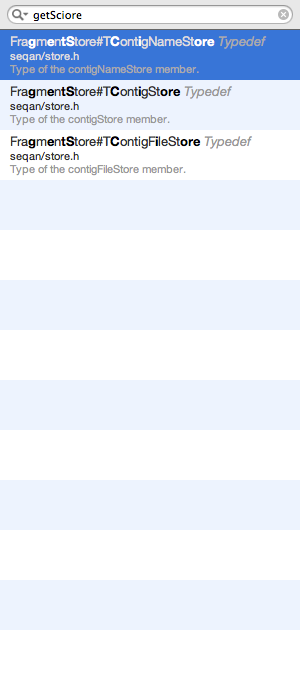 getSciore
FragmentStore#TContigNameStore Typedef
seqan/store.h
Type of the contigNameStore member.
FragmentStore#TContigStore Typedef
seqan/store.h
Type of the contigStore member.
FragmentStore#TContigFileStore Typedef
seqan/store.h
Type of the contigFileStore member.